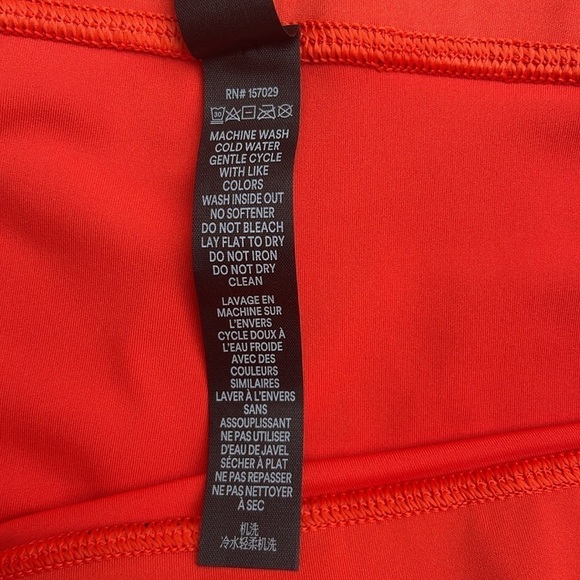 RN# 157029
30
MACHINE WASH
COLD WATER
GENTLE CYCLE
WITH LIKE
COLORS
WASH INSIDE OUT
NO SOFTENER
DO NOT BLEACH
LAY FLAT TO DRY
DO NOT IRON
DO NOT DRY
CLEAN
LAVAGE EN
MACHINE SUR
L'ENVERS
CYCLE DOUX À
L'EAU FROIDE
AVEC DES
COULEURS
SIMILAIRES
LAVER À L'ENVERS
SANS
ASSOUPLISSANT
NE PAS UTILISER
D'EAU DE JAVEL
SÉCHER À PLAT
NE PAS REPASSER
NE PAS NETTOYER
À SEC
机洗
冷水轻柔机洗